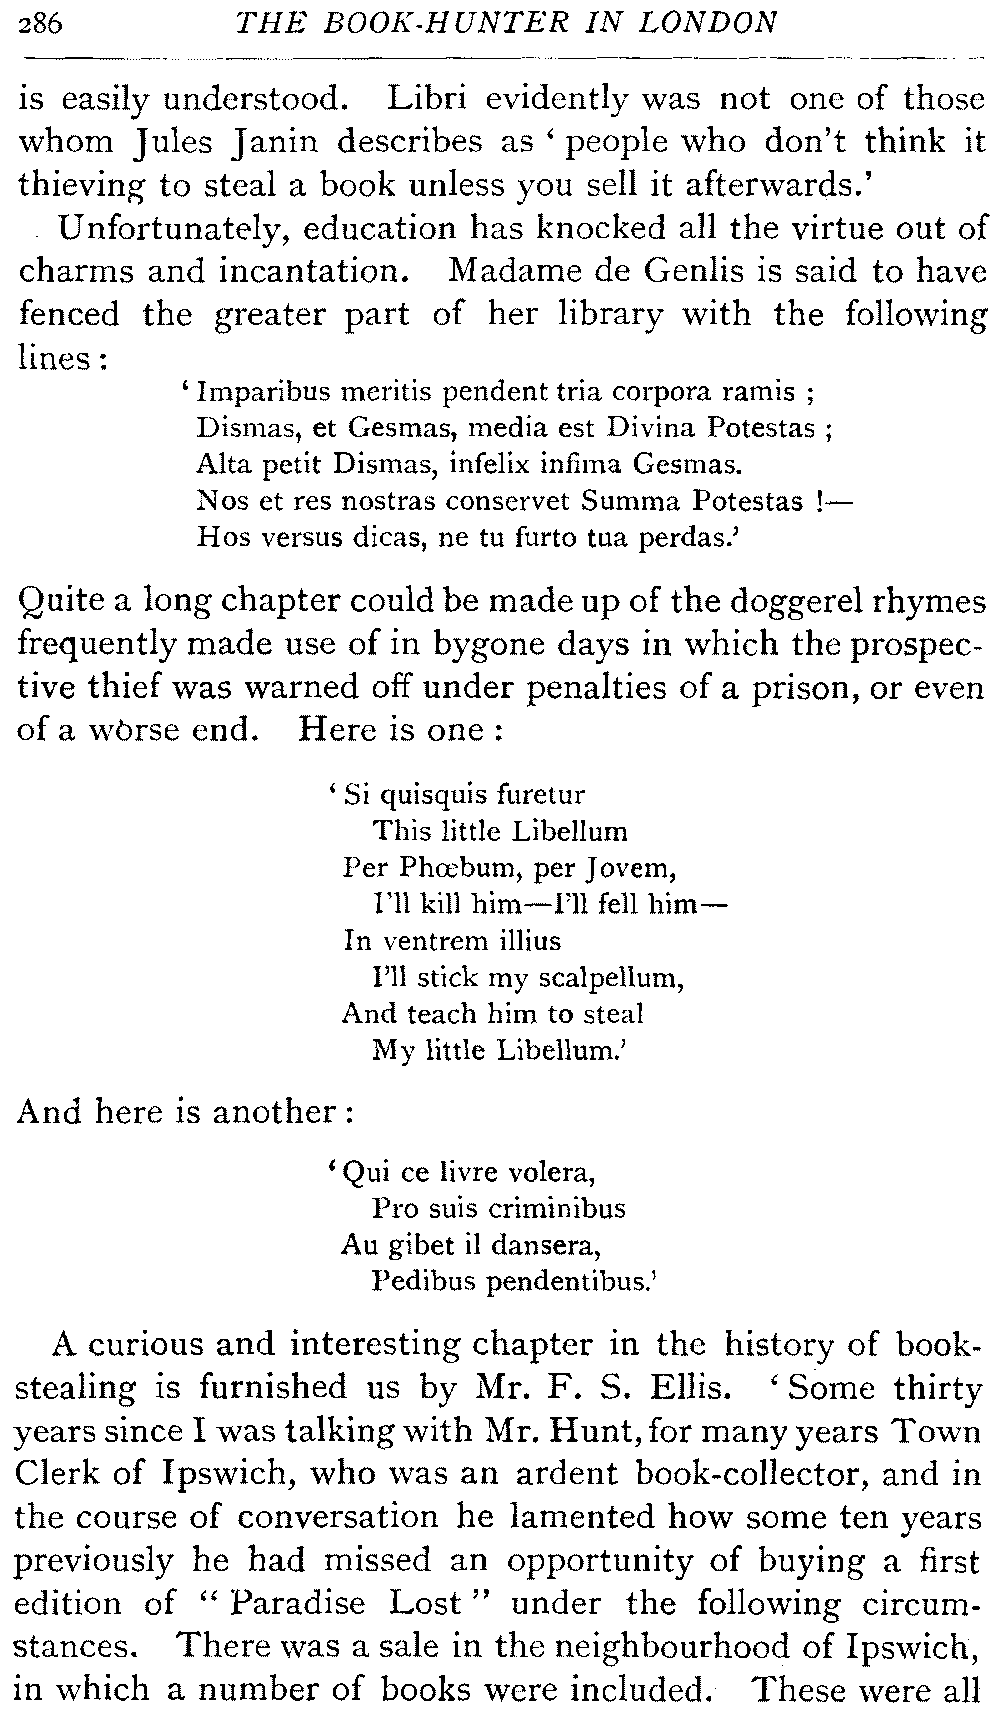 286 THE BOOK-HUNTER IN LONDON
is easily understood. Libri evidently was not one of those
whom Jules Janin describes as ‘ people who don't think it
thieving to steal a book unless you sell it afterwards.’
Unfortunately, education has knocked all the virtue out of
charms and incantation. Madame de Genlis is said to have
fenced the greater part of her library with the following
lines :
‘ Imparibus meritis pendent tria corpora ramis ;
Dismas, et Gesmas, media est Divina Potestas ;
Alta petit Dismas, infelix infima Gesmas.
Nos et res nostras conservet Summa Potestas !—
Hos versus dicas, ne tu furto tua perdas.’
Quite a long chapter could be made up of the doggerel rhymes
frequently made use of in bygone days in which the prospec-
tive thief was warned off under penalties of a prison, or even
of a worse end. Here is one :
‘ Si quisquis furetur
This little Libellum
Per Phœbum, per Jovem,
I'll kill him—I'll fell him—
In ventrem illius
I'll stick my scalpellum,
And teach him to steal
My little Libellum.’
And here is another :
‘ Qui ce livre volera,
Pro suis criminibus
Au gibet il dansera,
Pedibus pendentibus.’
A curious and interesting chapter in the history of book-
stealing is furnished us by Mr. F. S. Ellis. ‘ Some thirty
years since I was talking with Mr. Hunt, for many years Town
Clerk of Ipswich, who was an ardent book-collector, and in
the course of conversation he lamented how some ten years
previously he had missed an opportunity of buying a first
edition of “ Paradise Lost ” under the following circum-
stances. There was a sale in the neighbourhood of Ipswich,
in which a number of books were included. These were all